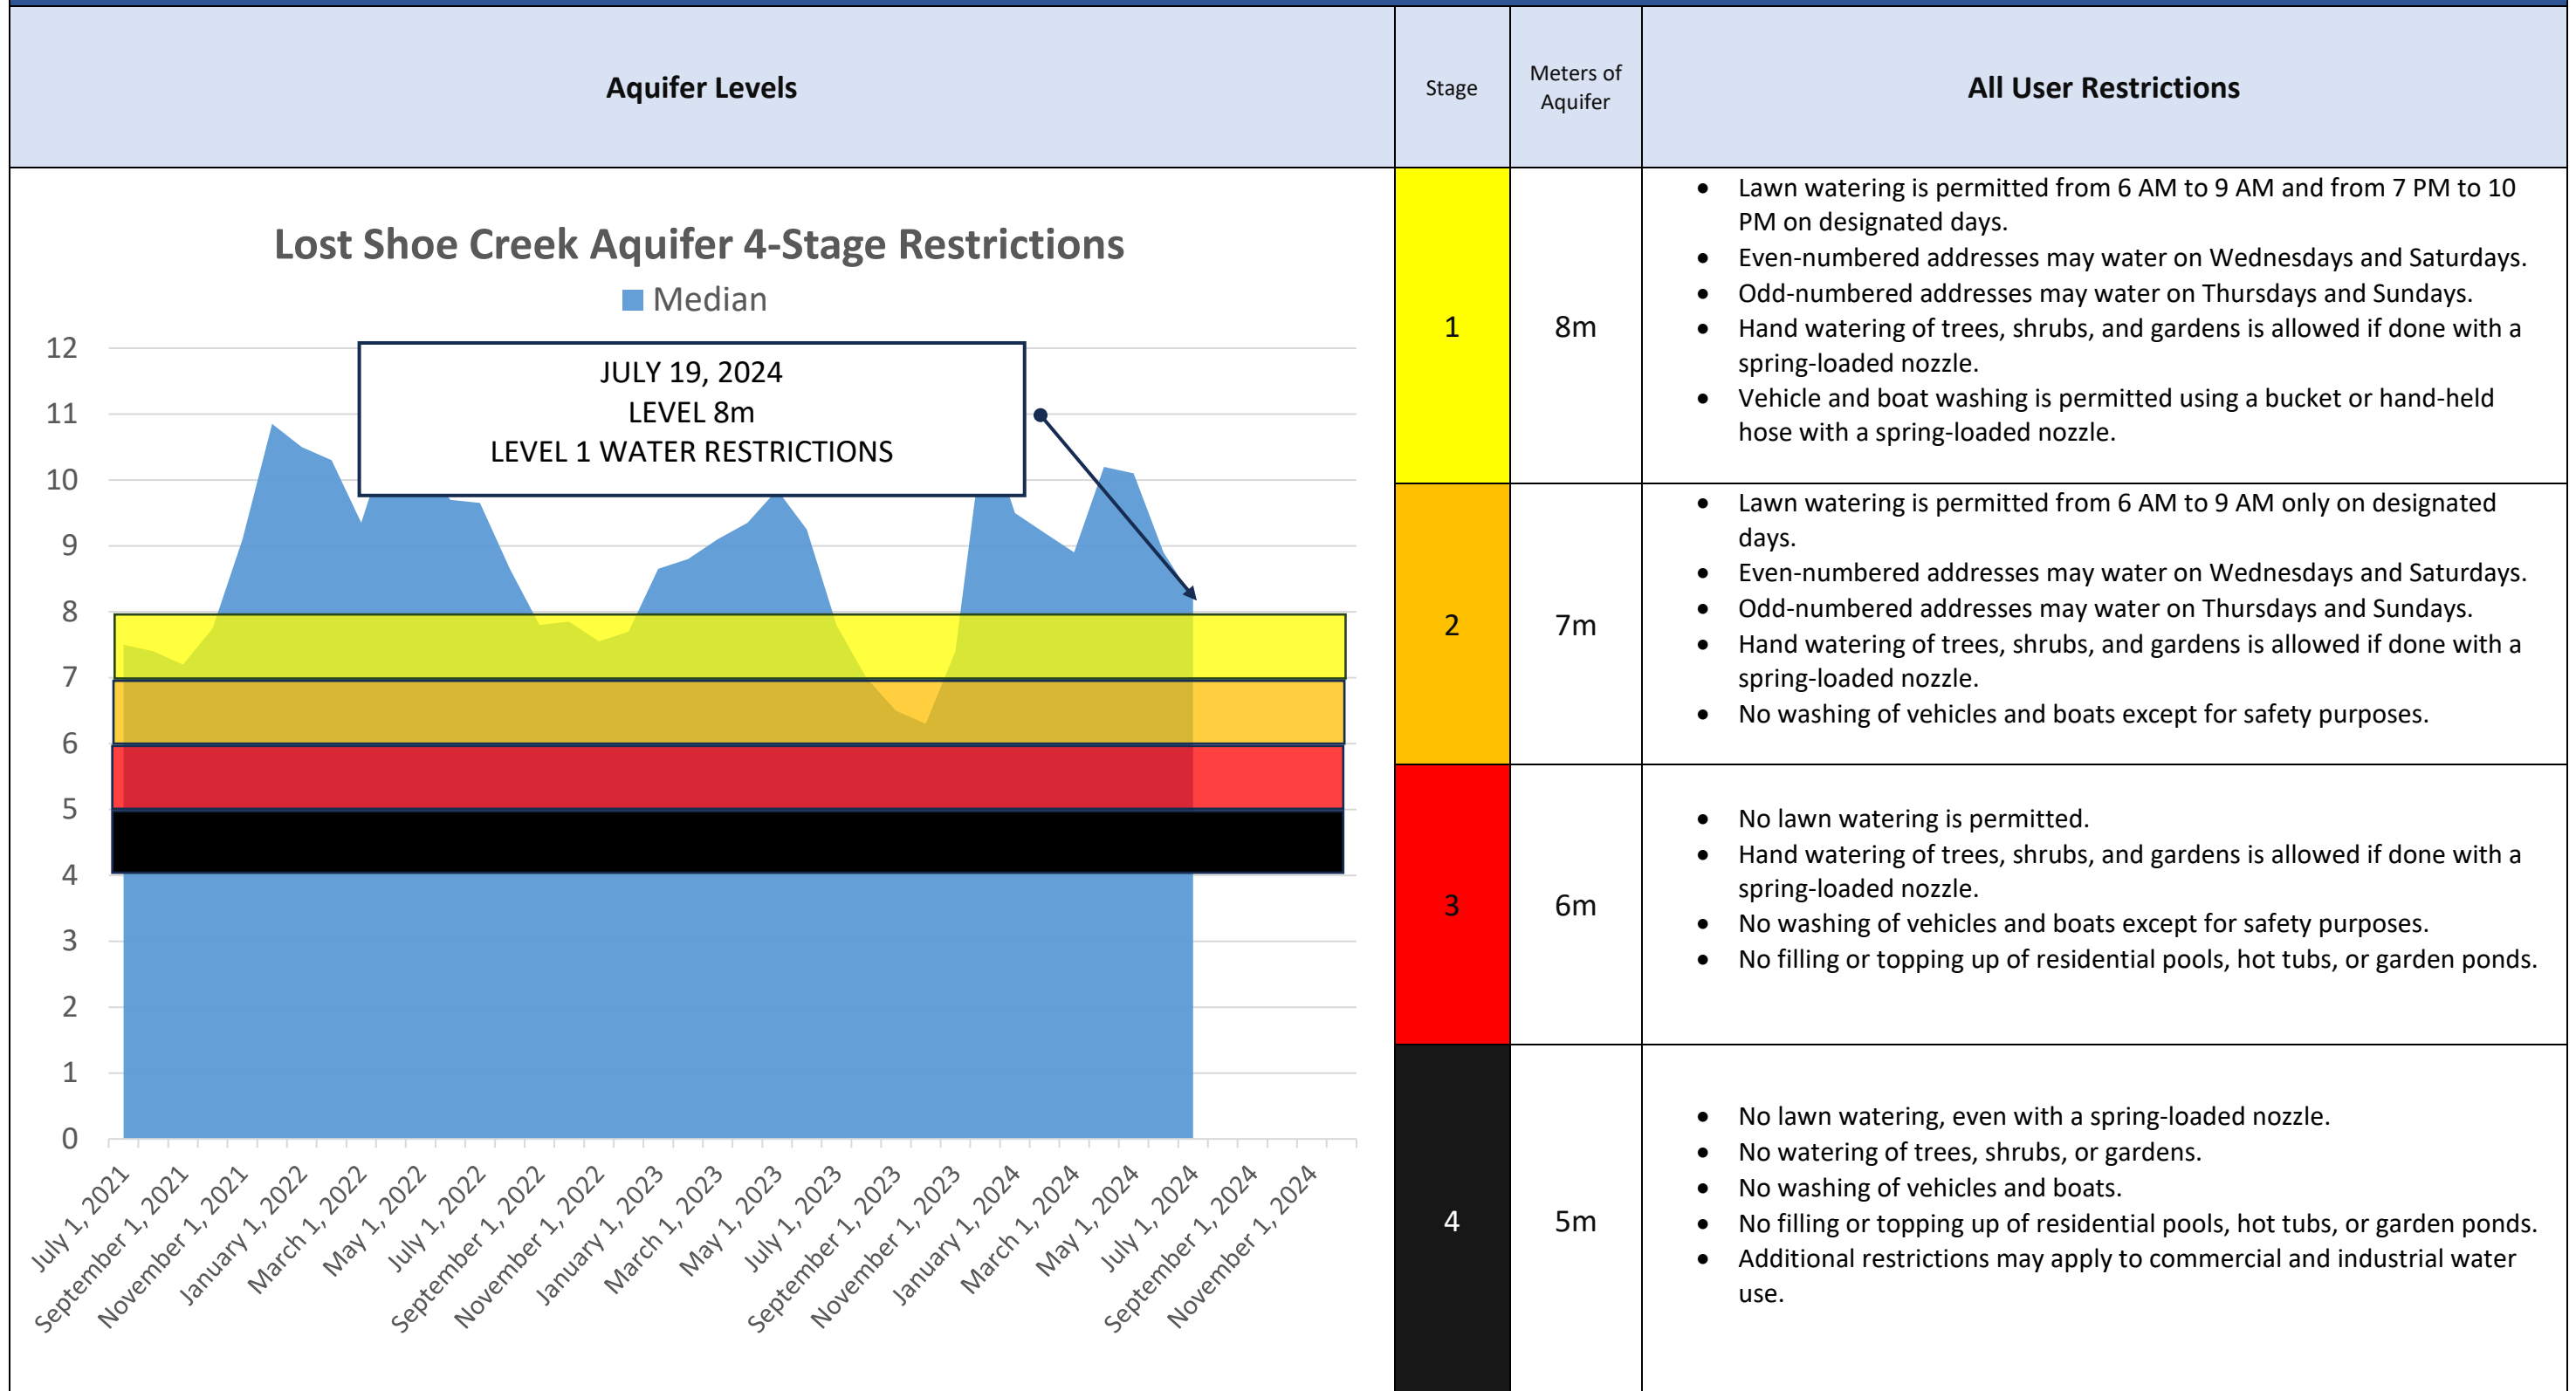 Aquifer Levels
Stage
Meters of
Aquifer
All User Restrictions
Lost Shoe Creek Aquifer 4-Stage Restrictions
Median
JULY 19, 2024
LEVEL 8m
LEVEL 1 WATER RESTRICTIONS
12
11
10
9
8
7
6
5
4
3
2
1
0
July 1, 2021
September 1, 2021
November 1, 2021
January 1, 2022
March 1, 2022
May 1, 2022
July 1, 2022
September 1, 2022
November 1, 2022
January 1, 2023
March 1, 2023
May 1, 2023
July 1, 2023
September 1, 2023
November 1, 2023
January 1, 2024
March 1, 2024
May 1, 2024
July 1, 2024
September 1, 2024
November 1, 2024
1
8m
• Lawn watering is permitted from 6 AM to 9 AM and from 7 PM to 10
PM on designated days.
• Even-numbered addresses may water on Wednesdays and Saturdays.
• Odd-numbered addresses may water on Thursdays and Sundays.
• Hand watering of trees, shrubs, and gardens is allowed if done with a
spring-loaded nozzle.
• Vehicle and boat washing is permitted using a bucket or hand-held
hose with a spring-loaded nozzle.
2
7m
• Lawn watering is permitted from 6 AM to 9 AM only on designated
days.
• Even-numbered addresses may water on Wednesdays and Saturdays.
• Odd-numbered addresses may water on Thursdays and Sundays.
• Hand watering of trees, shrubs, and gardens is allowed if done with a
spring-loaded nozzle.
• No washing of vehicles and boats except for safety purposes.
3
6m
• No lawn watering is permitted.
• Hand watering of trees, shrubs, and gardens is allowed if done with a
spring-loaded nozzle.
• No washing of vehicles and boats except for safety purposes.
• No filling or topping up of residential pools, hot tubs, or garden ponds.
4
5m
• No lawn watering, even with a spring-loaded nozzle.
• No watering of trees, shrubs, or gardens.
• No washing of vehicles and boats.
• No filling or topping up of residential pools, hot tubs, or garden ponds.
• Additional restrictions may apply to commercial and industrial water
use.